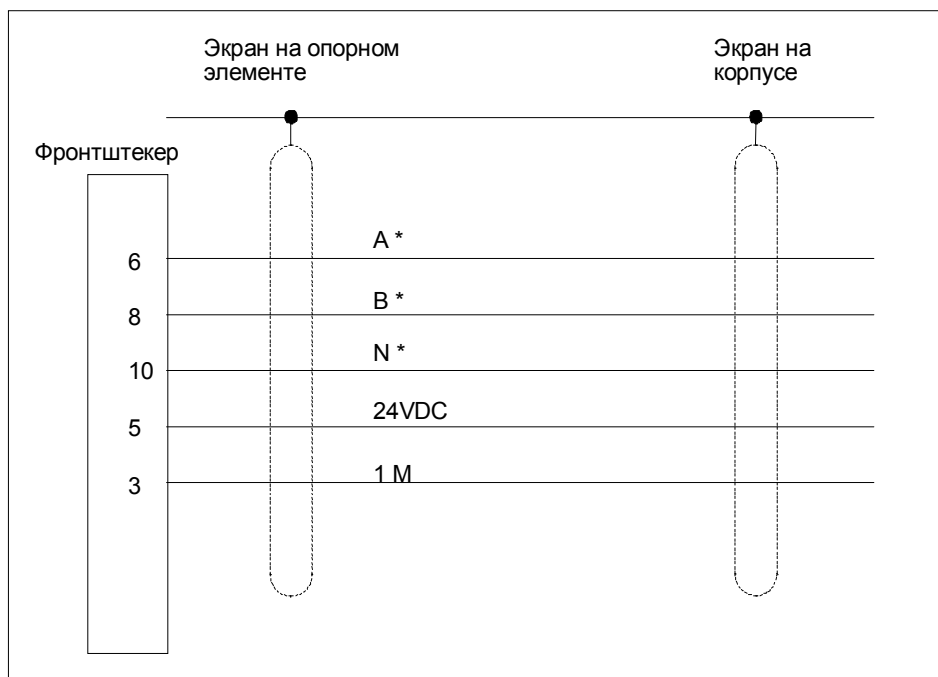 Экран на опорном
элементе
Экран на
корпусе
Фронтштекер
6
A *
8
B *
10
N *
5
24VDC
3
1 M